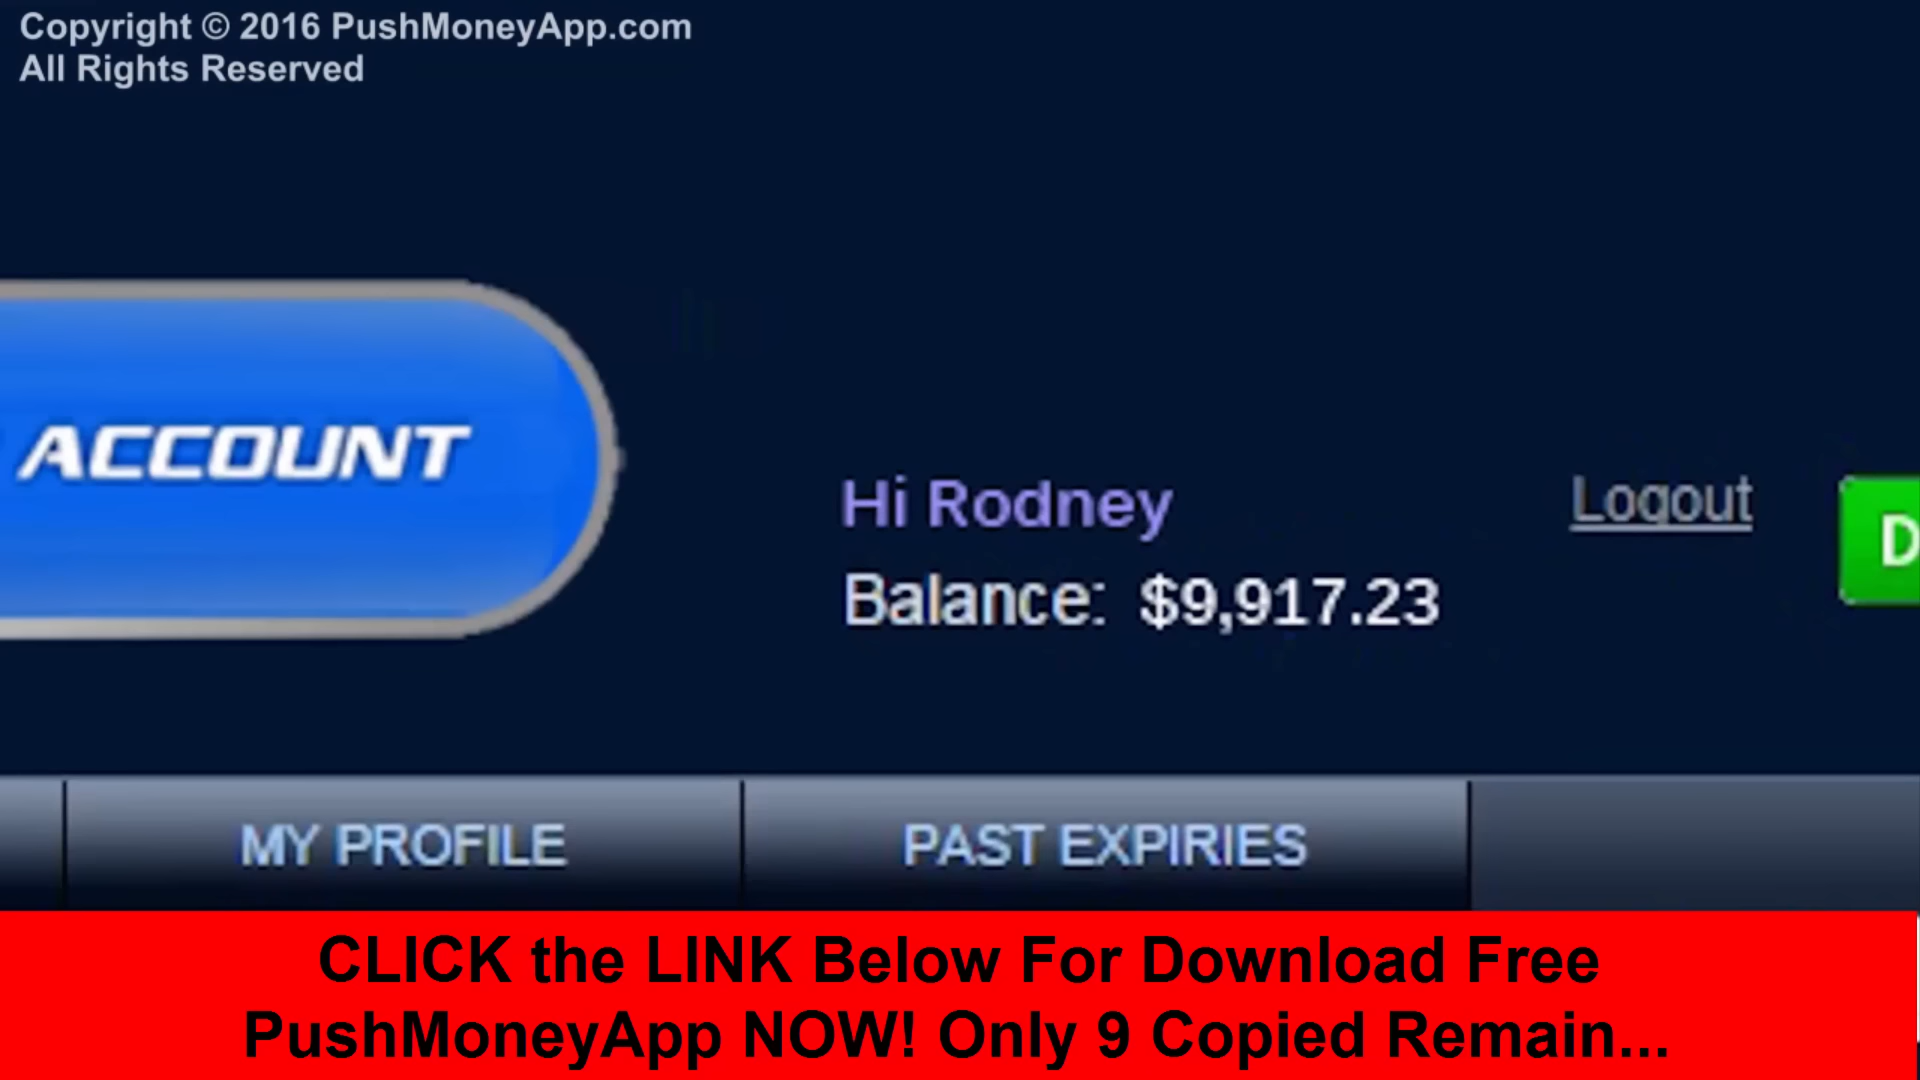 Copyright © 2016 PushMoneyApp.com
All Rights Reserved
ACCOUNT
Hi Rodney
Logout
D
Balance: $9,917.23
MY PROFILE
PAST EXPIRIES
CLICK the LINK Below For Download Free
PushMoneyApp NOW! Only 9 Copied Remain...